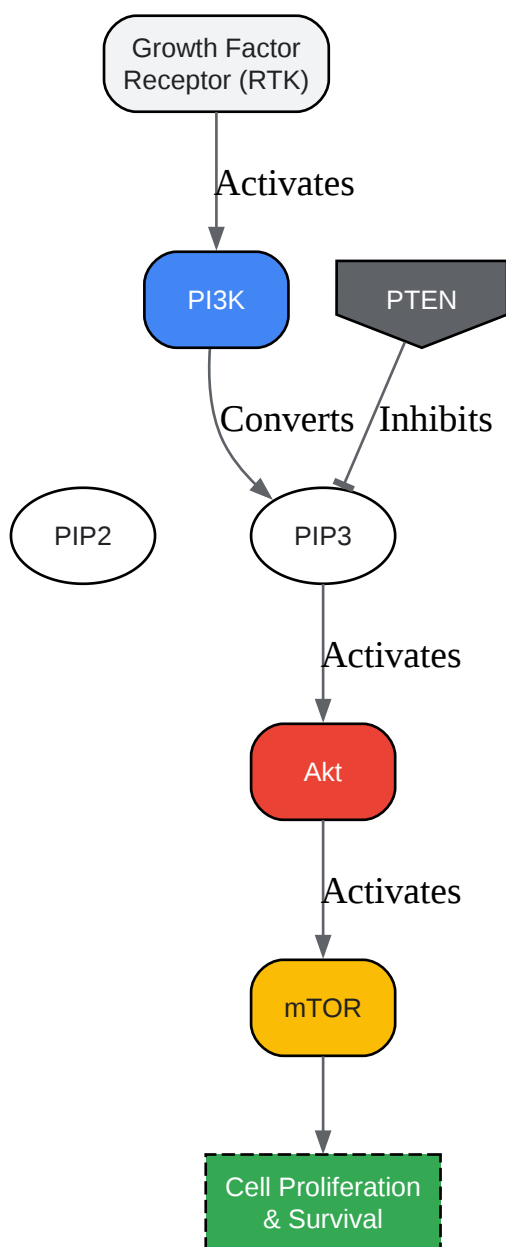 Growth Factor
Receptor (RTK)
Activates
PI3K
PTEN
Converts
Inhibits
PIP2
PIP3
Activates
Akt
Activates
mTOR
Cell Proliferation
& Survival